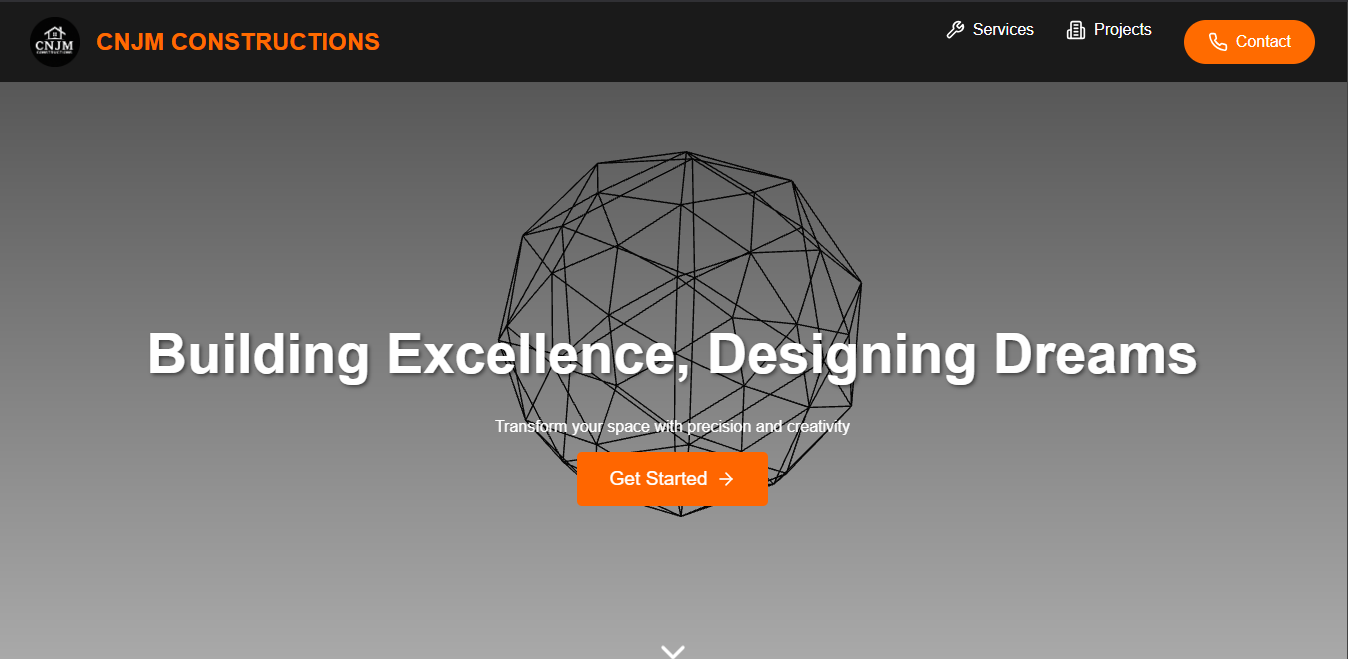 CNJM
CONSTRUCTIONS
CNJM CONSTRUCTIONS
Services
Projects
Contact
Building Excellence, Designing Dreams
Transform your space with precision and creativity
Get Started